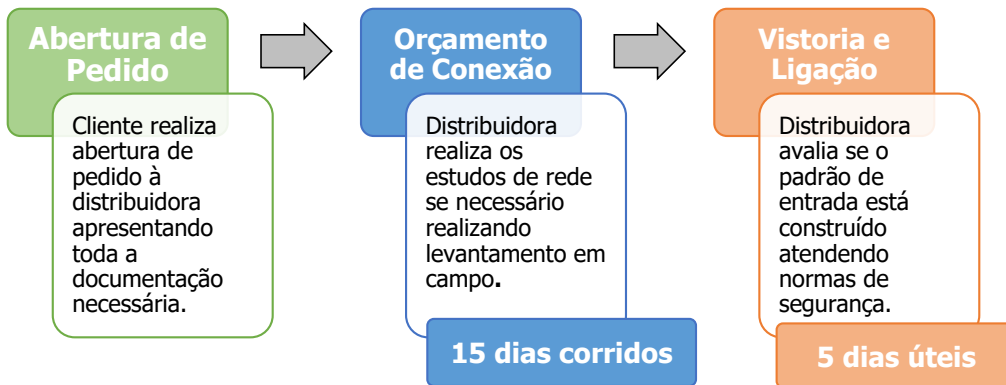 Abertura de
Pedido
Cliente realiza
abertura de
pedido à
distribuidora
apresentando
toda a
documentação
necessária.
Orçamento
de Conexão
Distribuidora
realiza os
estudos de rede
se necessário
realizando
levantamento em
campo.
15 dias corridos
Vistoria e
Ligação
Distribuidora
avalia se o
padrão de
entrada está
construído
atendendo
normas de
segurança.
5 dias úteis